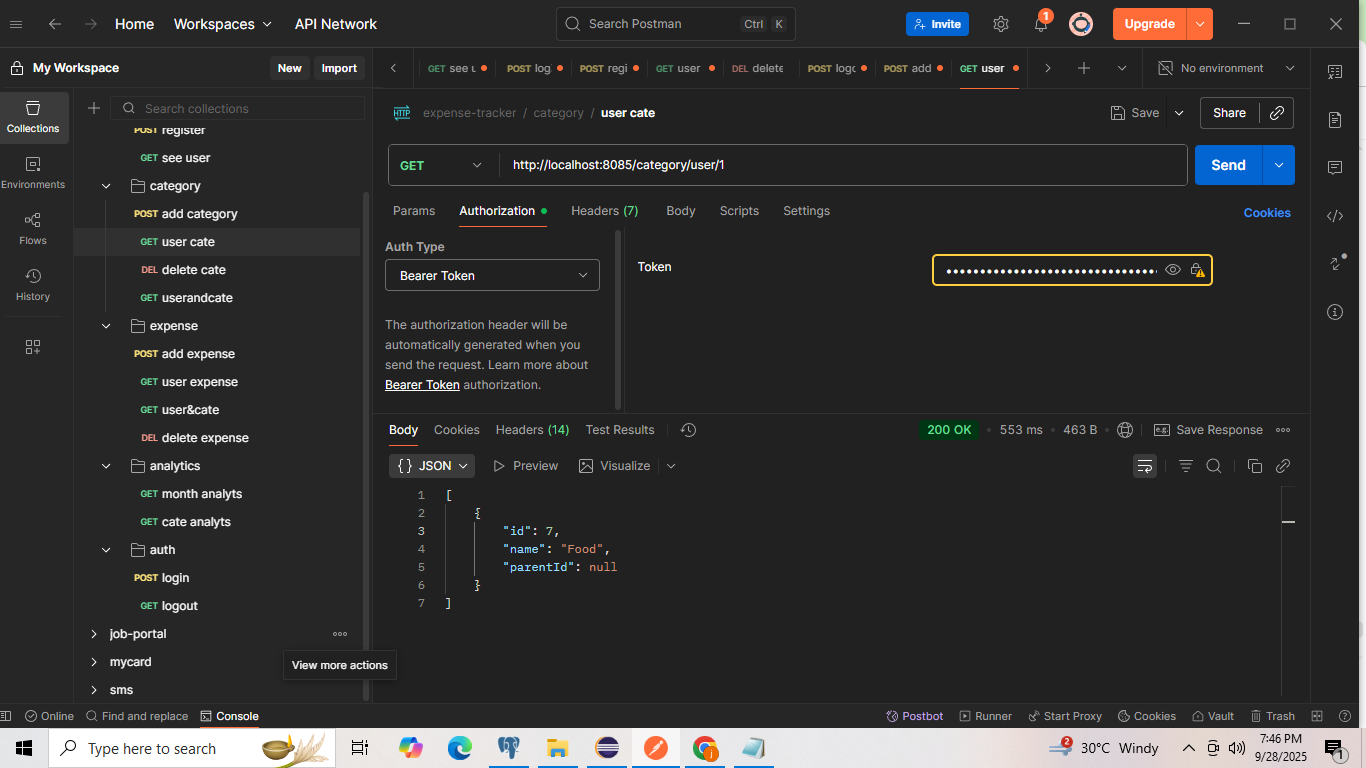 Home Workspaces API Network Search Postman Ctrl K Invite 1 Upgrade
My Workspace New Import GET see u POST log POST regi GET user DEL delete POST logo POST add GET user No environment
Search collections
Collections
Environments
Flows
History
POST register
GET see user
category
POST add category
GET user cate
DEL delete cate
GET userandcate
expense
POST add expense
GET user expense
GET user&cate
DEL delete expense
analytics
GET month analyts
GET cate analyts
auth
POST login
GET logout
job-portal
View more actions
mycard
sms
HTTP expense-tracker / category / user cate Save Share
GET http://localhost:8085/category/user/1 Send
Params Authorization Headers (7) Body Scripts Settings Cookies
Auth Type
Bearer Token
Token
The authorization header will be
automatically generated when you
send the request. Learn more about
Bearer Token authorization.
Body Cookies Headers (14) Test Results 200 OK • 553 ms • 463 B • e.g. Save Response
{} JSON Preview Visualize
1 [
2 {
3 "id": 7,
4 "name": "Food",
5 "parentId": null
6 }
7 ]
Online Find and replace Console Postbot Runner Start Proxy Cookies Vault Trash
Type here to search 2 30°C Windy 7:46 PM
9/28/2025 1